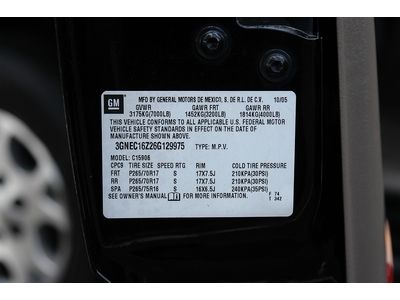 GM
MFD BY GENERAL MOTORS DE MEXICO, S. DE R.L. DE C.V. 10/05
GVWR GAWR FRT GAWR RR
3175KG(7000LB) 1452KG(3200LB) 1814KG(4000LB)
THIS VEHICLE CONFORMS TO ALL APPLICABLE U.S. FEDERAL MOTOR
VEHICLE SAFETY STANDARDS IN EFFECT ON THE DATE OF
MANUFACTURE SHOWN ABOVE.
3GNEC16Z26G129975 TYPE: M.P.V.
MODEL: C15906
CPC9 TIRE SIZE SPEED RTG RIM COLD TIRE PRESSURE
FRT P265/70R17 S 17X7.5J 210KPA(30PSI)
RR P265/70R17 S 17X7.5J 210KPA(30PSI)
SPA P265/75R16 S 16X6.5J 240KPA(35PSI)
SEE OWNER'S MANUAL FOR MORE INFORMATION. F 74
T 342